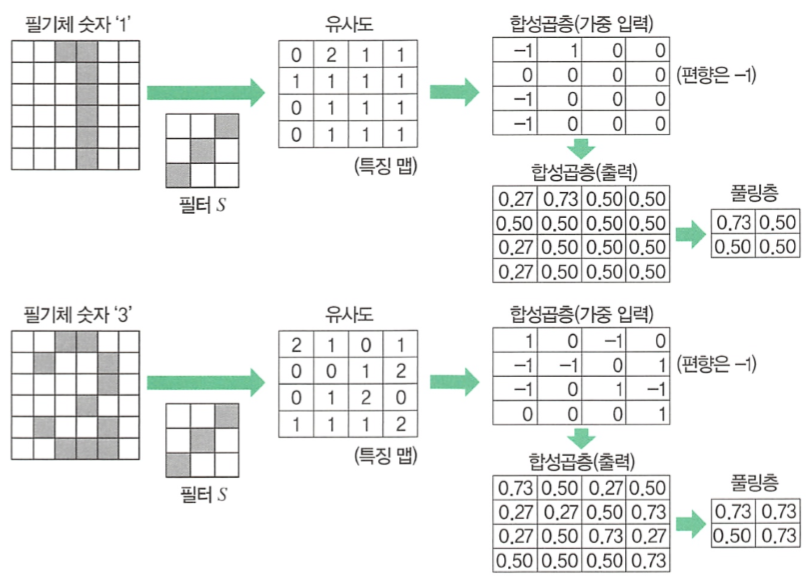 필기체 숫자 '1'
유사도
0 2 1 1
1 1 1 1
0 1 1 1
0 1 1 1
(특징 맵)
필터 S
합성곱층(가중 입력)
-1 1 0 0
0 0 0 0
-1 0 0 0
-1 0 0 0
(편향은 -1)
합성곱층(출력)
0.27 0.73 0.50 0.50
0.50 0.50 0.50 0.50
0.27 0.50 0.50 0.50
0.27 0.50 0.50 0.50
풀링층
0.73 0.50
0.50 0.50
필기체 숫자 '3'
유사도
2 1 0 1
0 0 1 2
0 1 2 0
1 1 1 2
(특징 맵)
필터 S
합성곱층(가중 입력)
1 0 -1 0
-1 -1 0 1
-1 0 1 -1
0 0 0 1
(편향은 -1)
합성곱층(출력)
0.73 0.50 0.27 0.50
0.27 0.27 0.50 0.73
0.27 0.50 0.73 0.27
0.50 0.50 0.50 0.73
풀링층
0.73 0.73
0.50 0.73